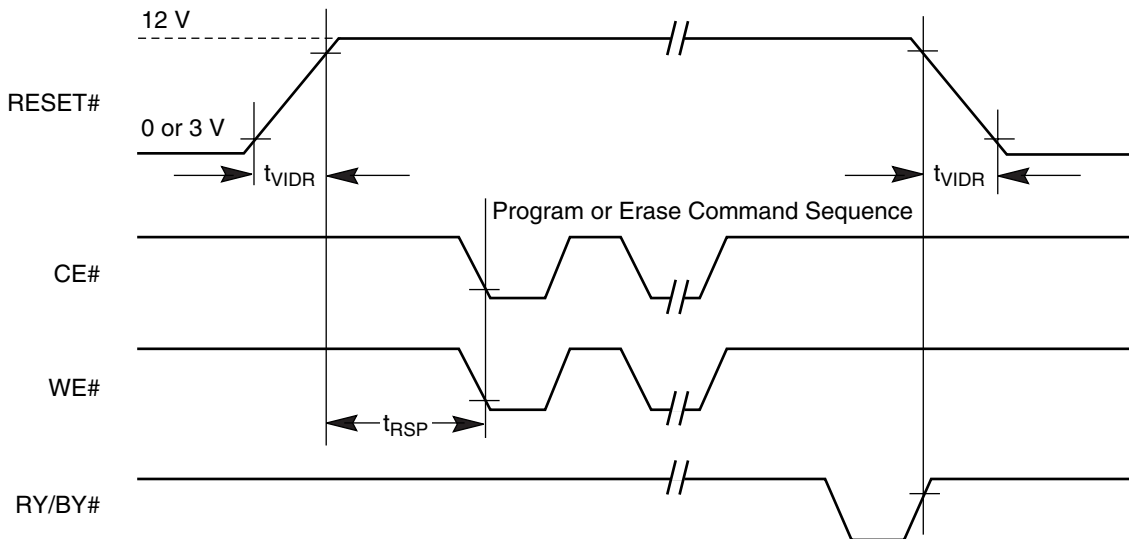 12 V
RESET#
0 or 3 V
tVIDR
tVIDR
Program or Erase Command Sequence
CE#
WE#
tRSP
RY/BY#